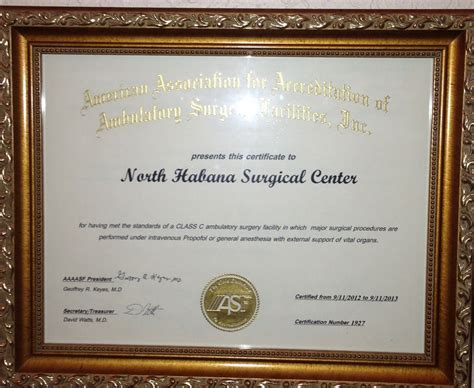 American Association for Accreditation of
Ambulatory Surgery Facilities, Inc.
presents this certificate to
North Habana Surgical Center
for having met the standards of a CLASS C ambulatory surgery facility in which major surgical procedures are
performed under intravenous Propofol or general anesthesia with external support of vital organs.
AAAASF President
Geoffrey R. Keyes, M.D
Secretary/Treasurer
David Watts, M.D.
Certified from 9/11/2012 to 9/11/2013
Certification Number 1927